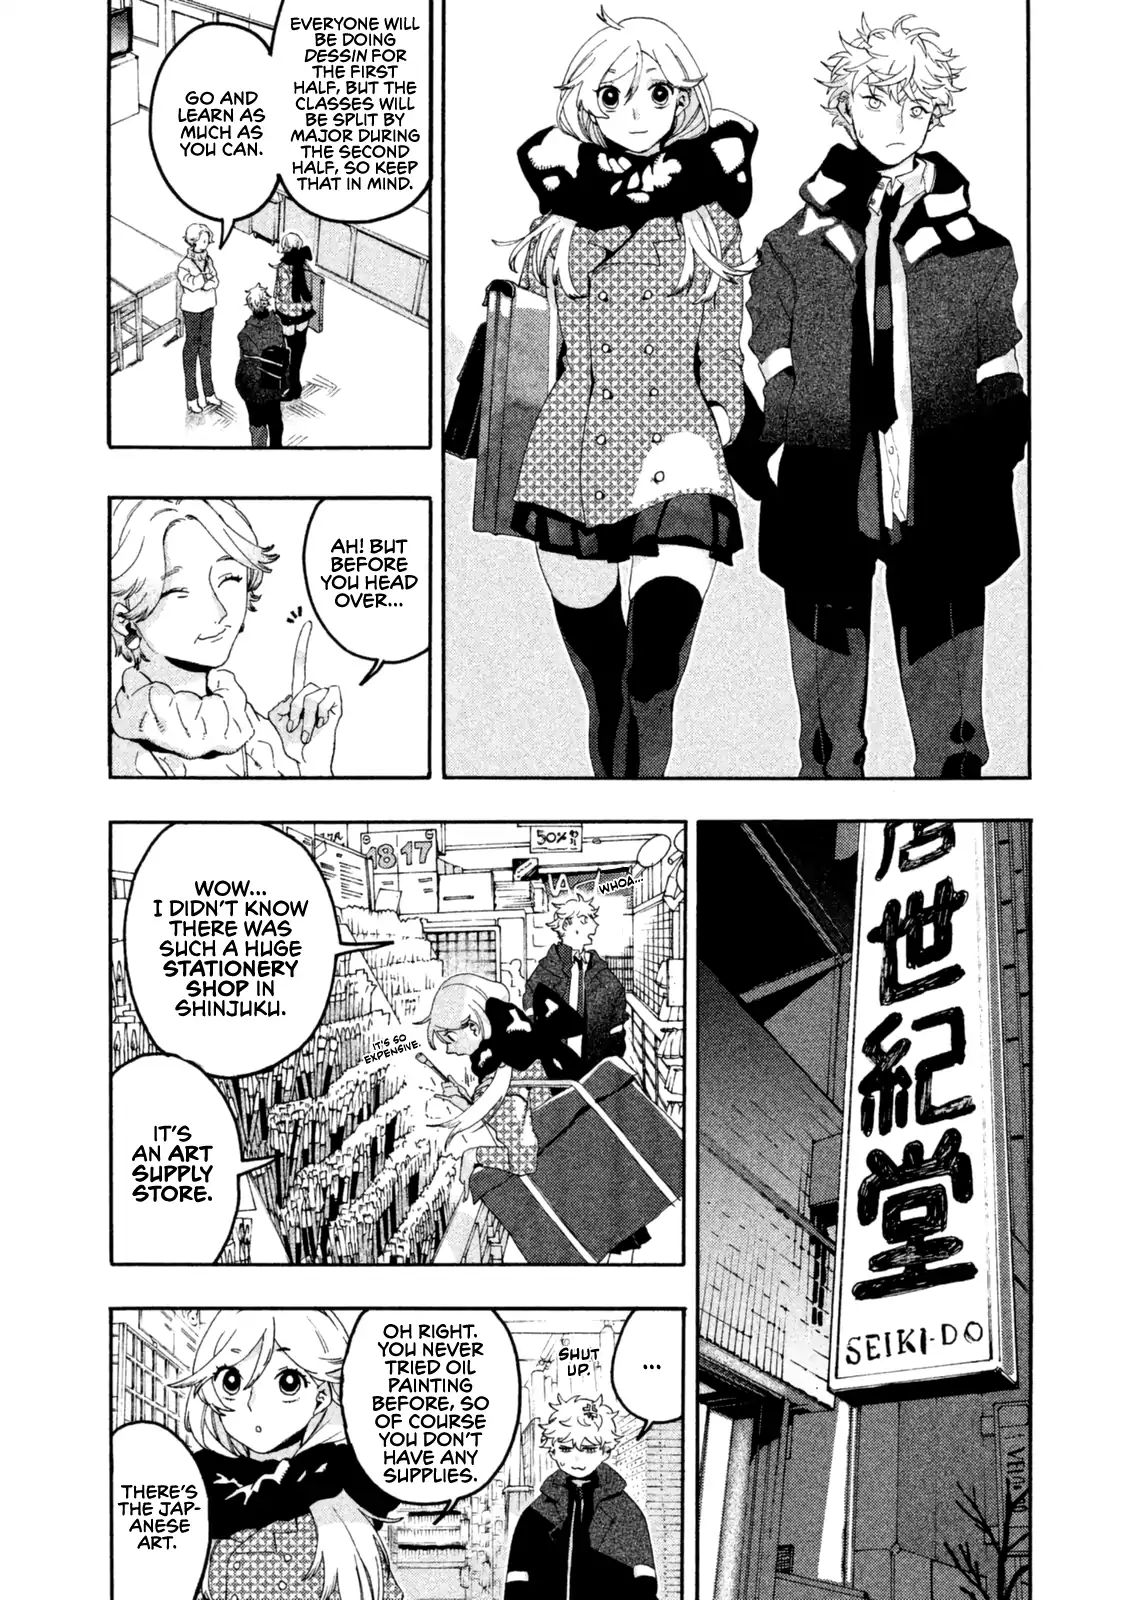 EVERYONE WILL
BE DOING
DESSIN FOR
THE FIRST
HALF, BUT THE
CLASSES WILL
BE SPLIT BY
MAJOR DURING
THE SECOND
HALF, SO KEEP
THAT IN MIND.
GO AND
LEARN AS
MUCH AS
YOU CAN.
AH! BUT
BEFORE
YOU HEAD
OVER...
店世紀堂
SEIKI-DO
18 17
50%
WHOA...
WOW...
I DIDN'T KNOW
THERE WAS
SUCH A HUGE
STATIONERY
SHOP IN
SHINJUKU.
IT'S SO
EXPENSIVE.
IT'S
AN ART
SUPPLY
STORE.
...
SHUT
UP.
OH RIGHT.
YOU NEVER
TRIED OIL
PAINTING
BEFORE, SO
OF COURSE
YOU DON'T
HAVE ANY
SUPPLIES.
THERE'S
THE JAP-
ANESE
ART.